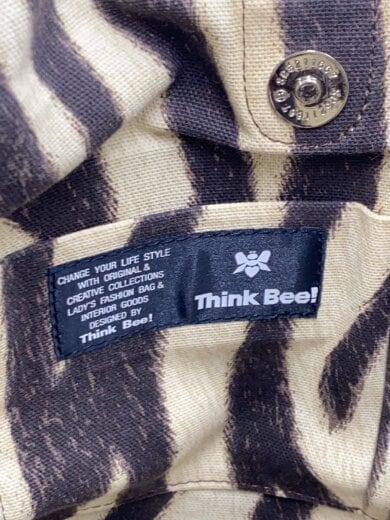 CHANGE YOUR LIFE STYLE
WITH ORIGINAL &
CREATIVE COLLECTIONS
LADY'S FASHION BAG &
INTERIOR GOODS
DESIGNED BY
Think Bee!
Think Bee!